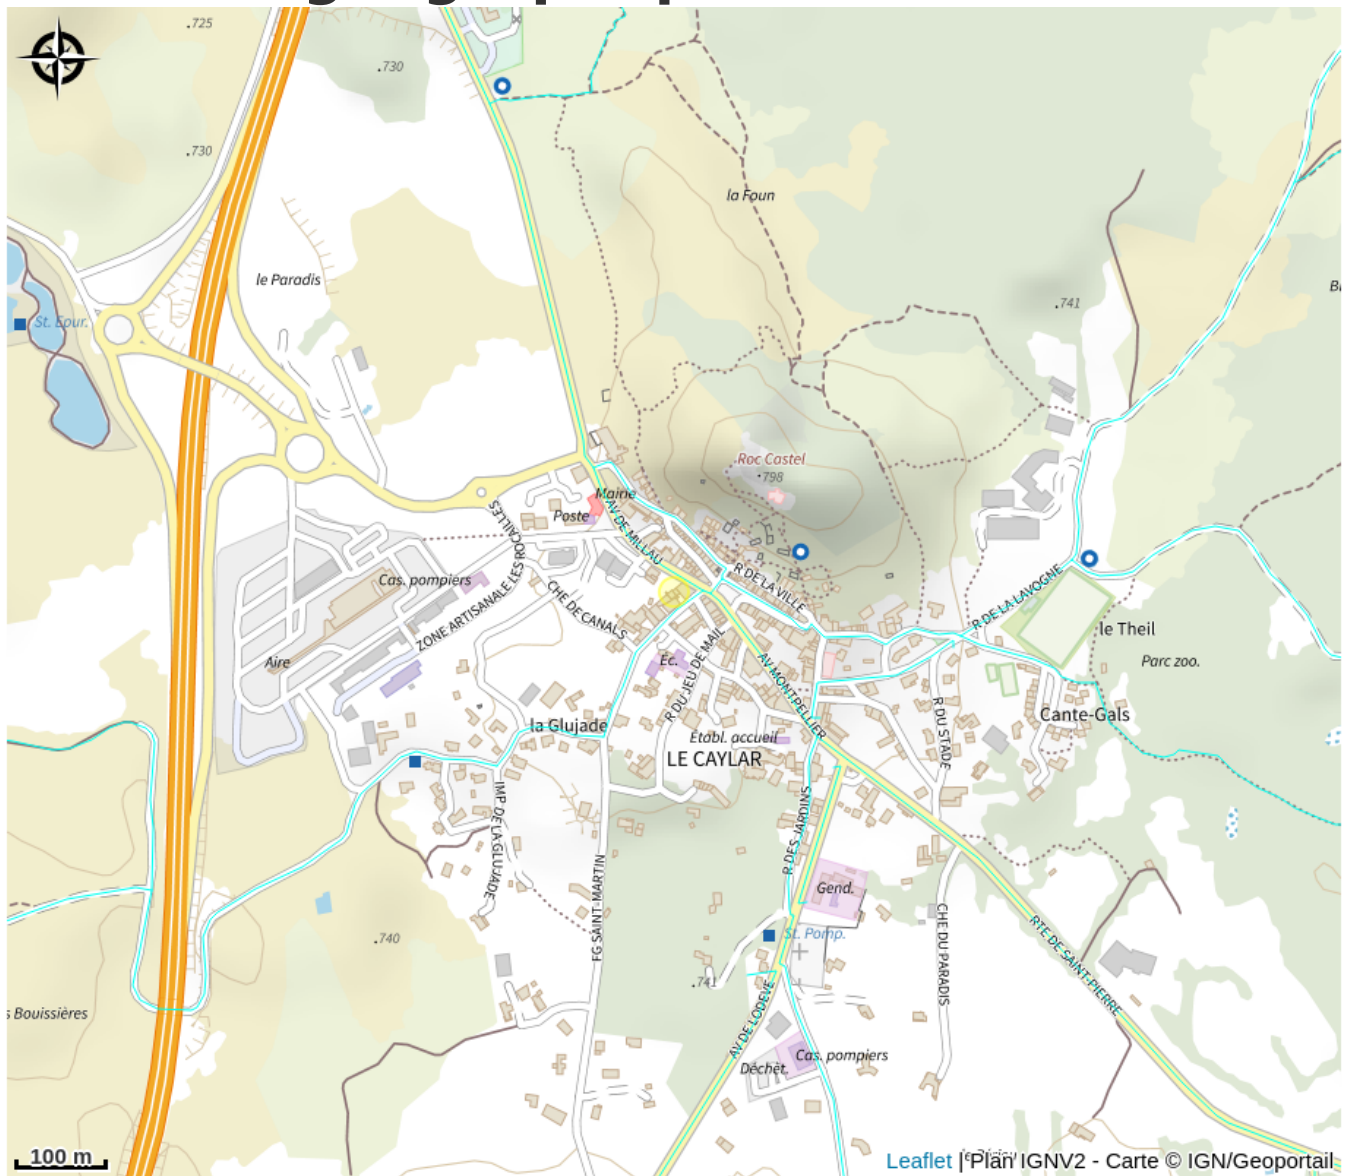 .725
.730
.730
la Foun
le Paradis
.741
St. Eour.
Roc Castel
.798
Mairie
Poste
AV DE MILLAU
ZONE ARTISANALE LES ROCAILLES
Cas. pompiers
R DE LA VILLE
CHE DE CANALS
R DE LA LAVOGNE
le Theil
Parc zoo.
Aire
Ec.
R DU JEU DE MAIL
AV MONTPELLIER
la Glujade
Etabl. accueil
LE CAYLAR
R DU STADE
Cante-Gals
IMP DE LA GLUJADE
R DES JARDINS
FG SAINT-MARTIN
Gend.
St. Pomp.
CHE DU PARADIS
RTE DE SAINT-PIERRE
.740
.741
s Bouissières
AV DE LODEVE
Cas. pompiers
Déchèt.
100 m
Leaflet | Plan IGNV2 - Carte © IGN/Geoportail